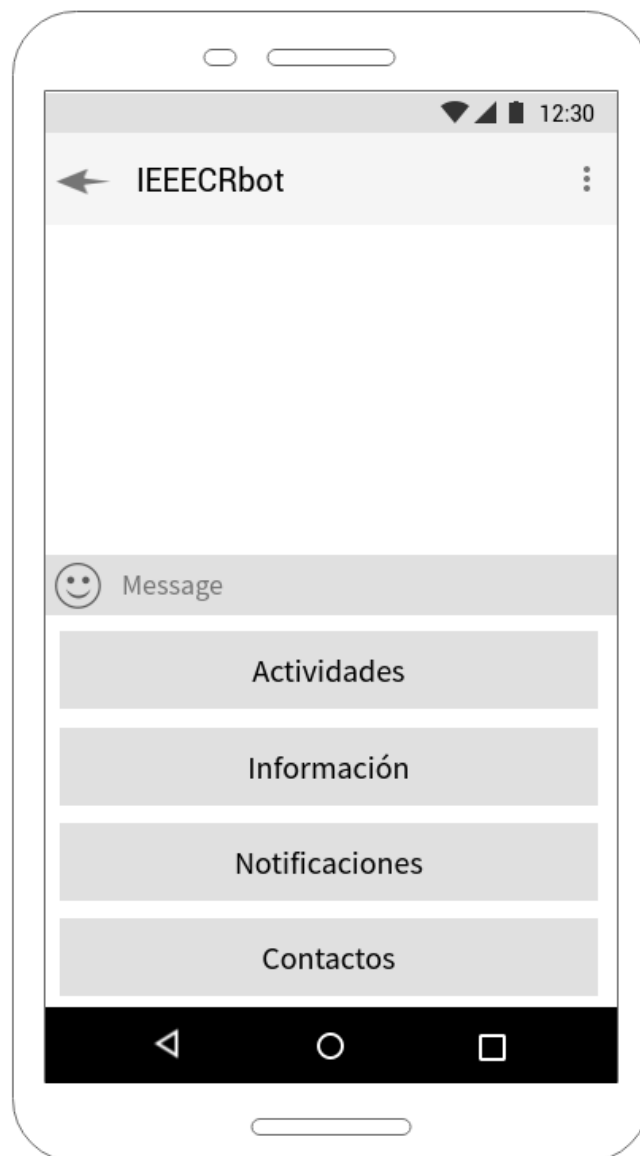 12:30
IEEECRbot
Message
Actividades
Información
Notificaciones
Contactos